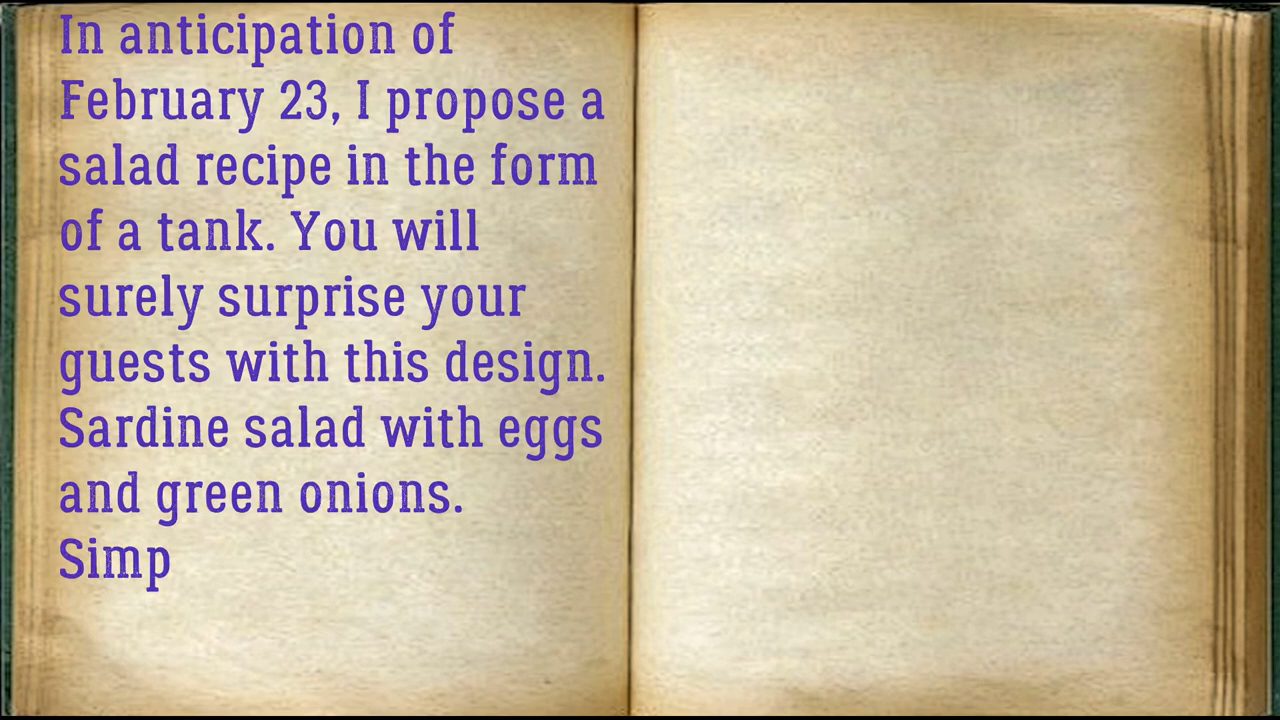 In anticipation of
February 23, I propose a
salad recipe in the form
of a tank. You will
surely surprise your
guests with this design.
Sardine salad with eggs
and green onions.
Simp